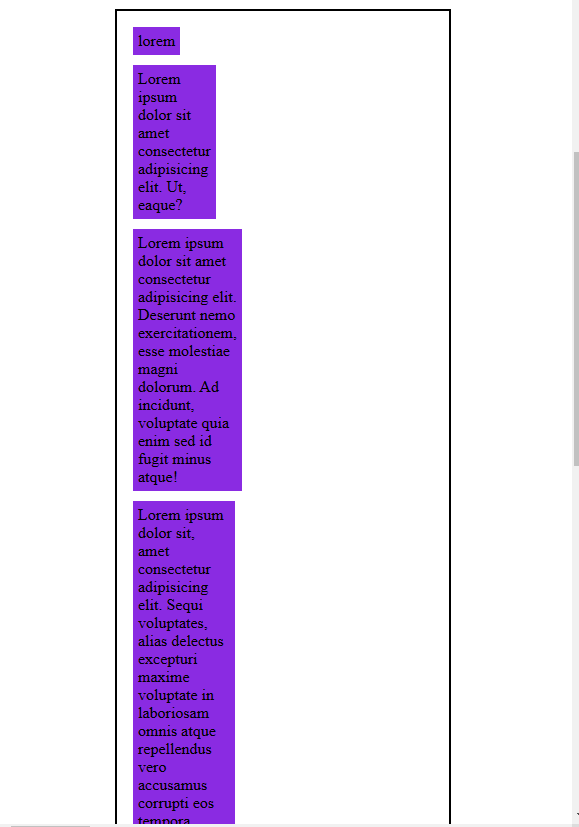 lorem
Lorem
ipsum
dolor sit
amet
consectetur
adipisicing
elit. Ut,
eaque?
Lorem ipsum
dolor sit amet
consectetur
adipisicing elit.
Deserunt nemo
exercitationem,
esse molestiae
magni
dolorum. Ad
incidunt,
voluptate quia
enim sed id
fugit minus
atque!
Lorem ipsum
dolor sit,
amet
consectetur
adipisicing
elit. Sequi
voluptates,
alias delectus
excepturi
maxime
voluptate in
laboriosam
omnis atque
repellendus
vero
accusamus
corrupti eos
tempora